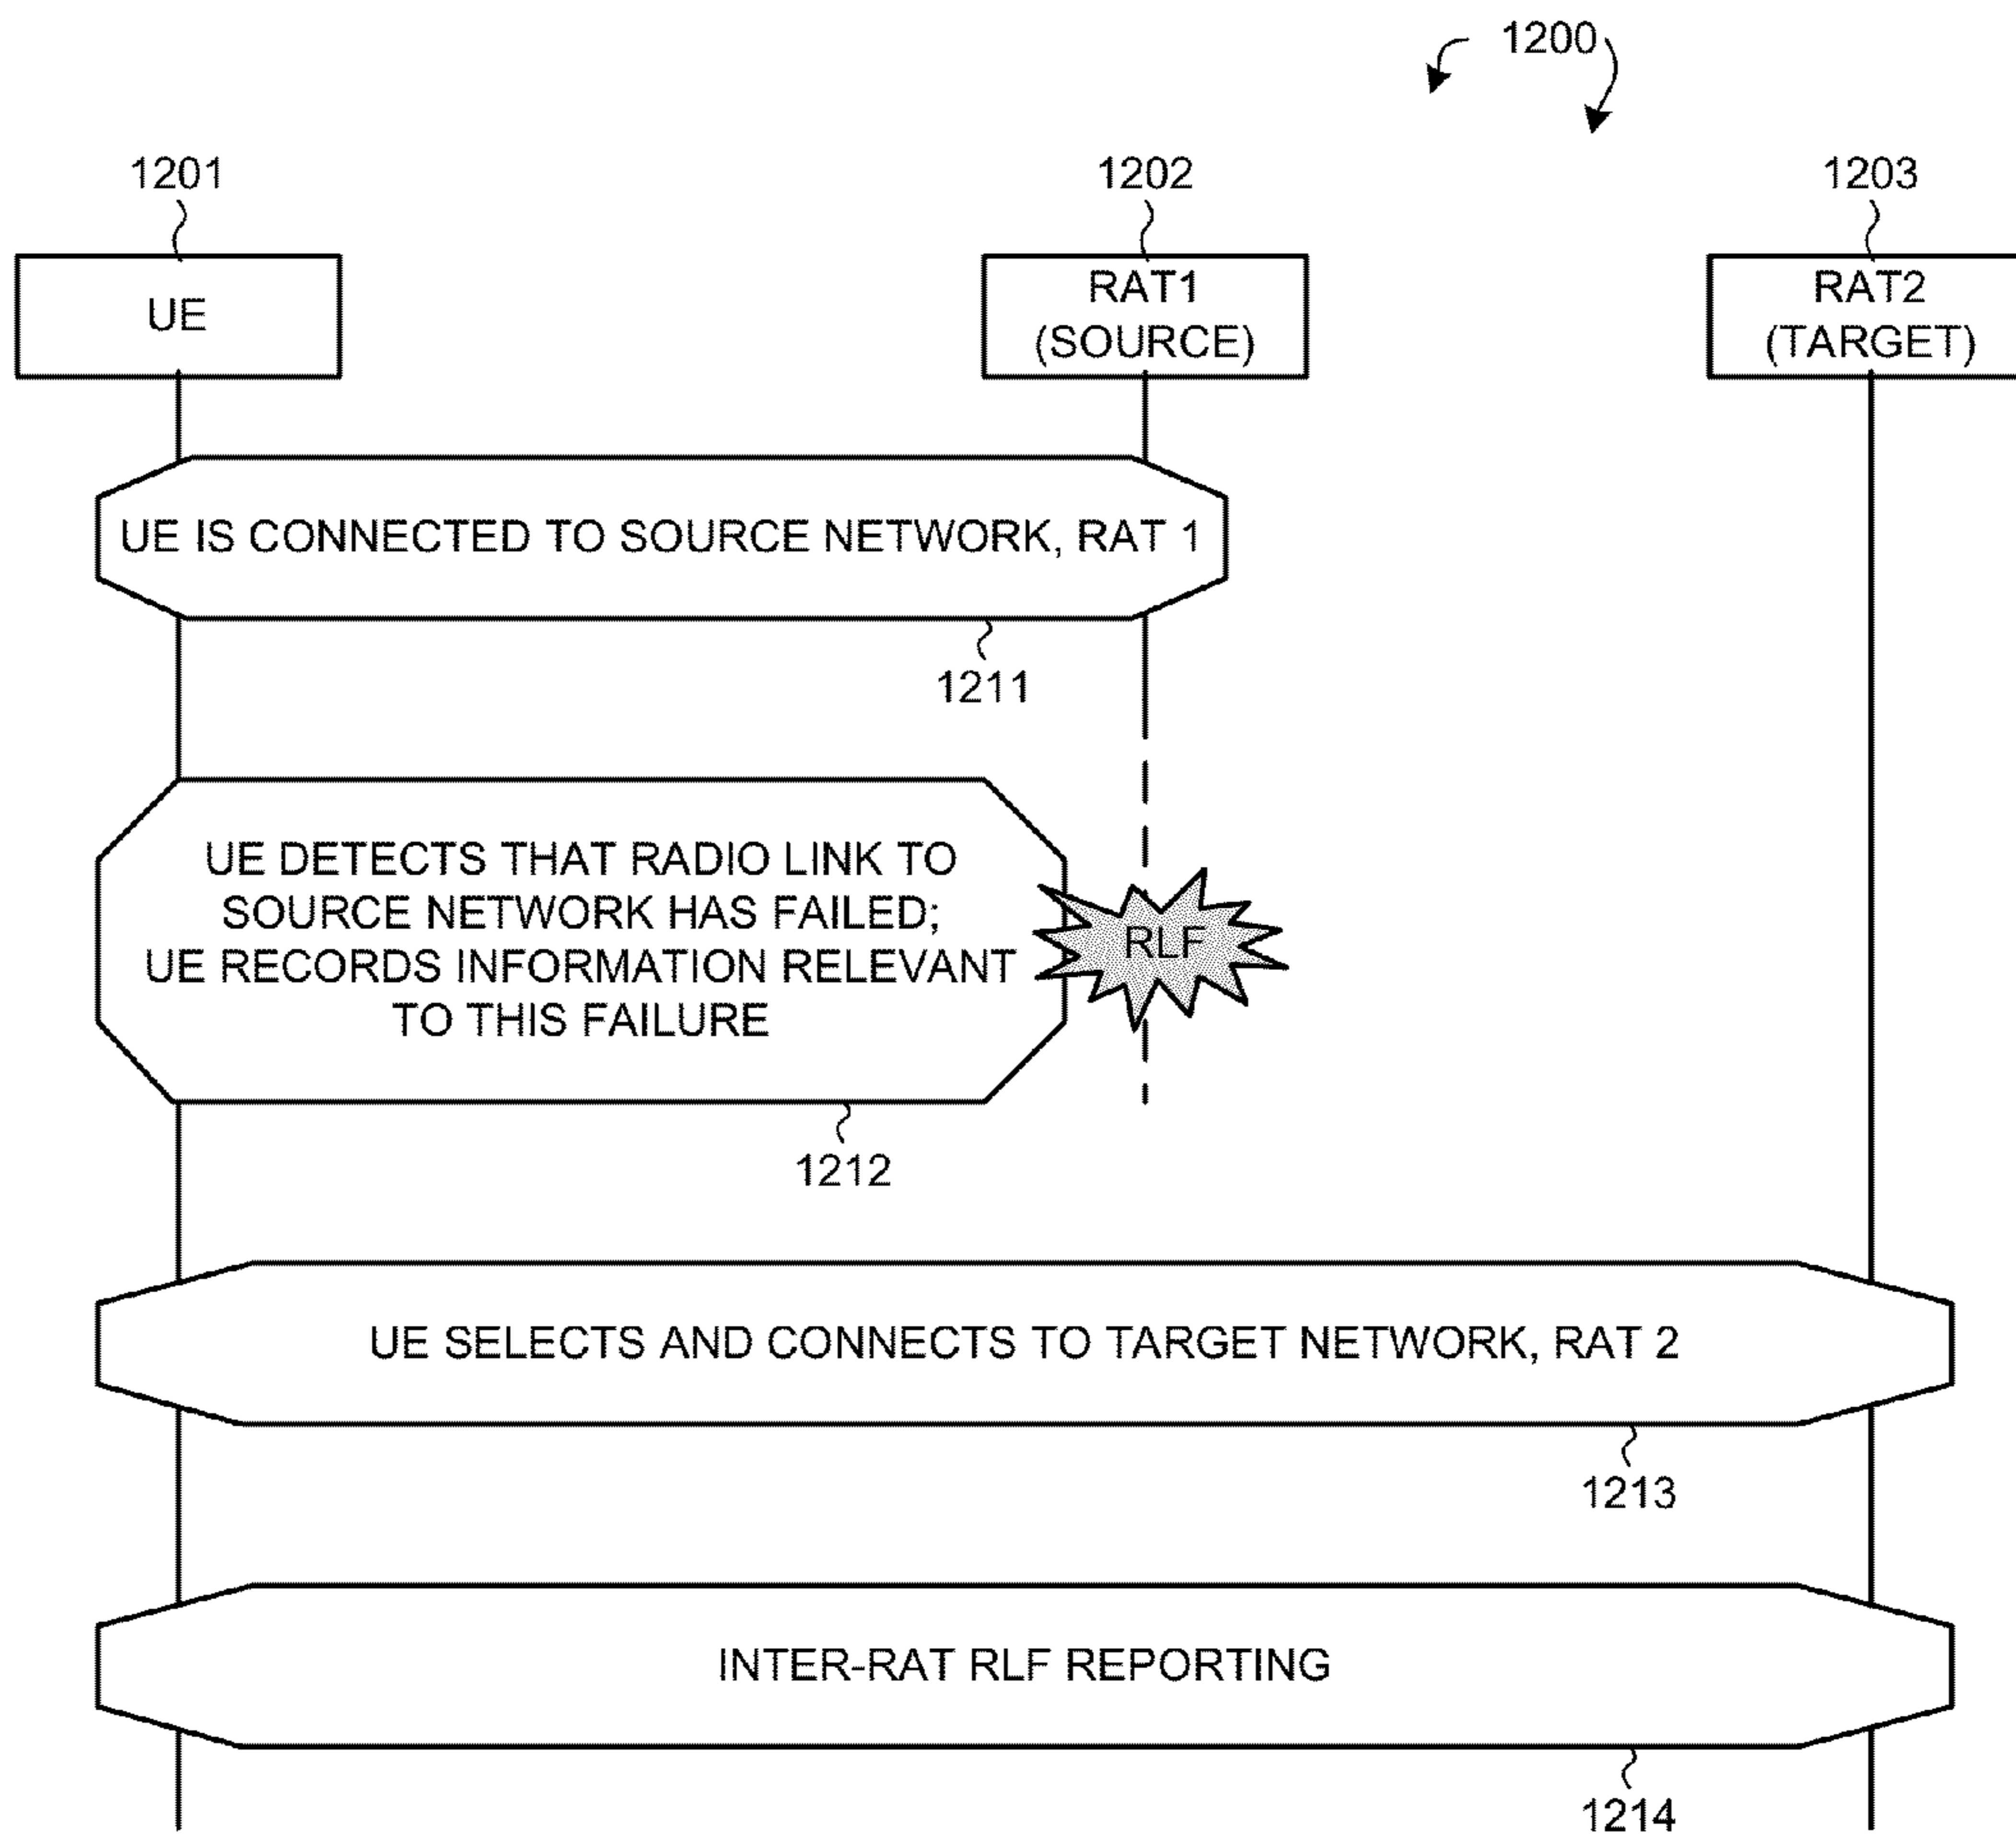 1200
1201
1202
1203
UE
RAT1
(SOURCE)
RAT2
(TARGET)
UE IS CONNECTED TO SOURCE NETWORK, RAT 1
1211
UE DETECTS THAT RADIO LINK TO
SOURCE NETWORK HAS FAILED;
UE RECORDS INFORMATION RELEVANT
TO THIS FAILURE
RLF
1212
UE SELECTS AND CONNECTS TO TARGET NETWORK, RAT 2
1213
INTER-RAT RLF REPORTING
1214